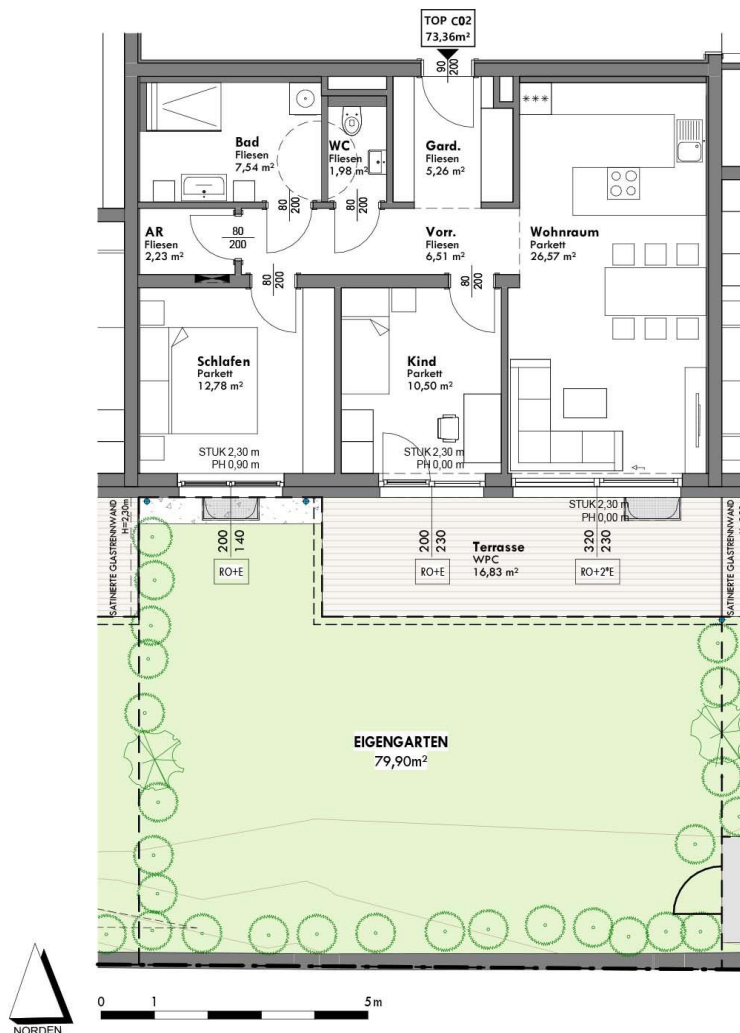 TOP C02
73,36m²
90
200
Bad
Fliesen
7,54 m²
WC
Fliesen
1,98 m²
Gard.
Fliesen
5,26 m²
***
80
200
80
200
AR
Fliesen
2,23 m²
80
200
Vorr.
Fliesen
6,51 m²
Wohnraum
Parkett
26,57 m²
80
200
80
200
Schlafen
Parkett
12,78 m²
Kind
Parkett
10,50 m²
STUK 2,30 m
PH 0,90 m
STUK 2,30 m
PH 0,00 m
STUK 2,30 m
PH 0,00 m
SATINIERTE GLASTRENNWAND
H=2,30m
200
140
RO+E
200
230
RO+E
Terrasse
WPC
16,83 m²
320
230
RO+2*E
SATINIERTE GLASTRENNWAND
EIGENGARTEN
79,90m²
NORDEN
0 1 5m